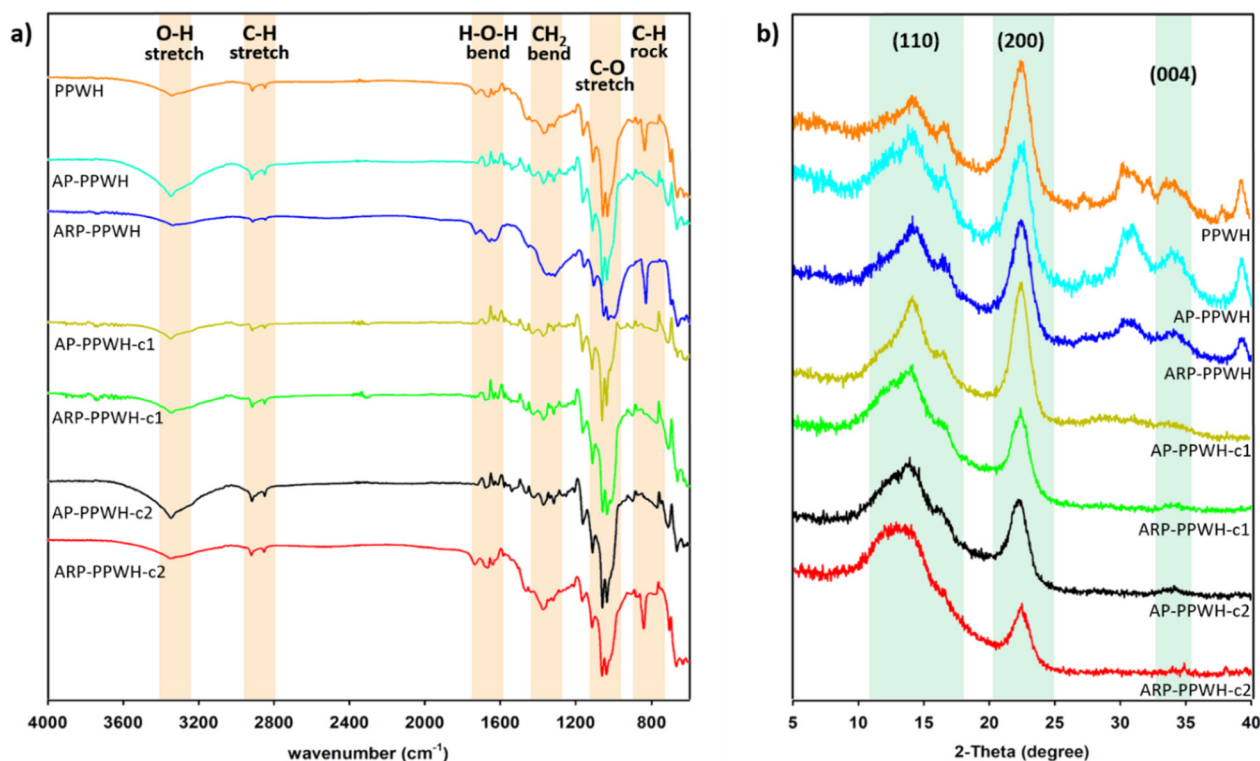 a)
O-H
stretch
C-H
stretch
H-O-H
bend
CH₂
bend
C-O
stretch
C-H
rock
PPWH
AP-PPWH
ARP-PPWH
AP-PPWH-c1
ARP-PPWH-c1
AP-PPWH-c2
ARP-PPWH-c2
4000 3600 3200 2800 2400 2000 1600 1200 800
wavenumber (cm⁻¹)
b)
(110)
(200)
(004)
PPWH
AP-PPWH
ARP-PPWH
AP-PPWH-c1
ARP-PPWH-c1
AP-PPWH-c2
ARP-PPWH-c2
5 10 15 20 25 30 35 40
2-Theta (degree)